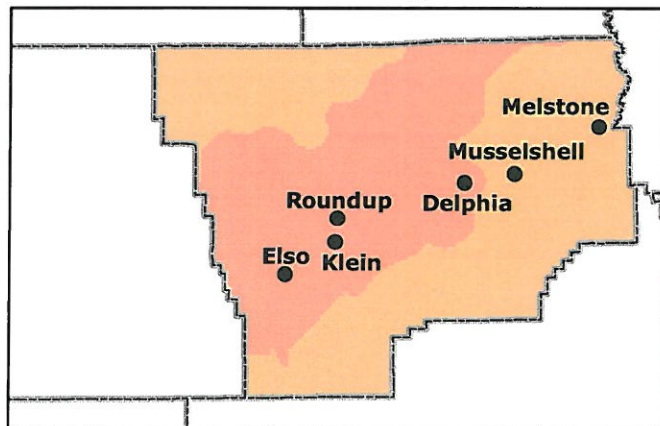 Melstone
Musselshell
Delphia
Roundup
Klein
Elso